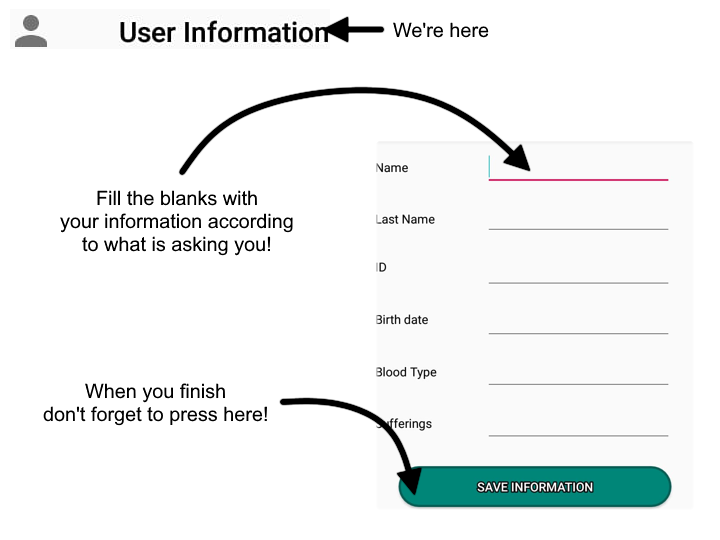 User Information
We're here
Fill the blanks with
your information according
to what is asking you!
Name
Last Name
ID
Birth date
Blood Type
Sufferings
When you finish
don't forget to press here!
SAVE INFORMATION